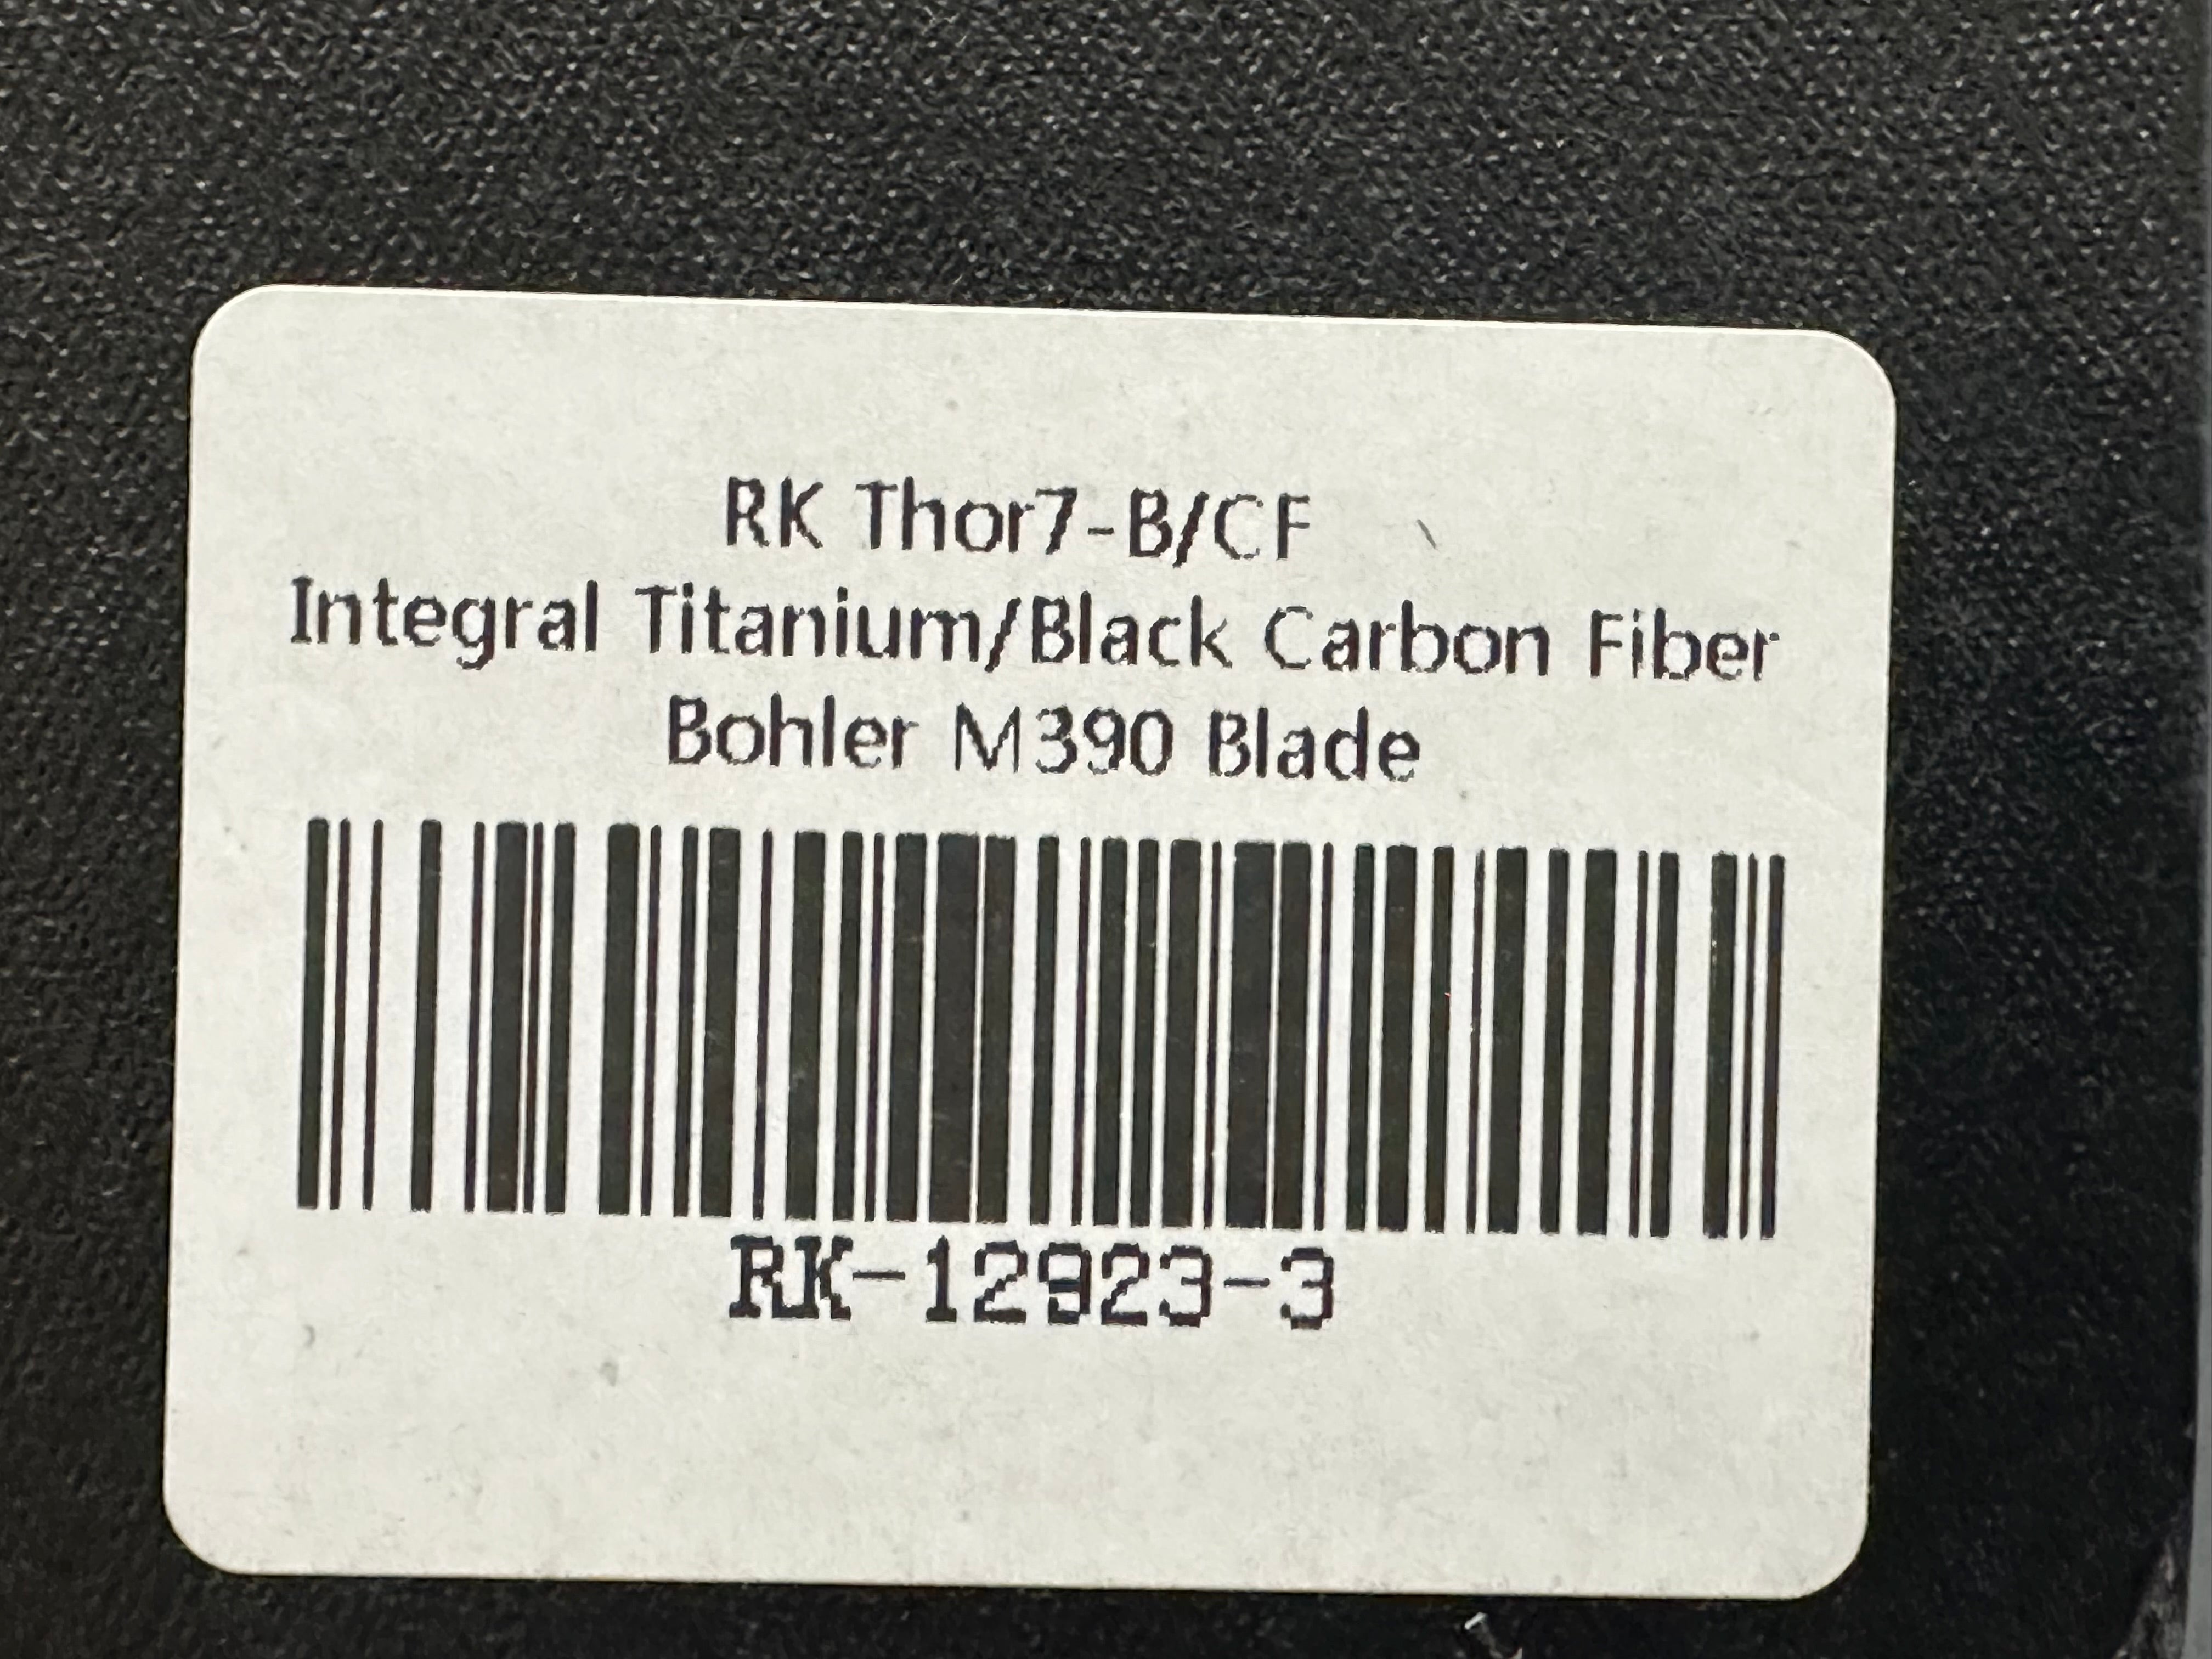 RK Thor7-B/CF
Integral Titanium/Black Carbon Fiber
Bohler M390 Blade
RK-12923-3